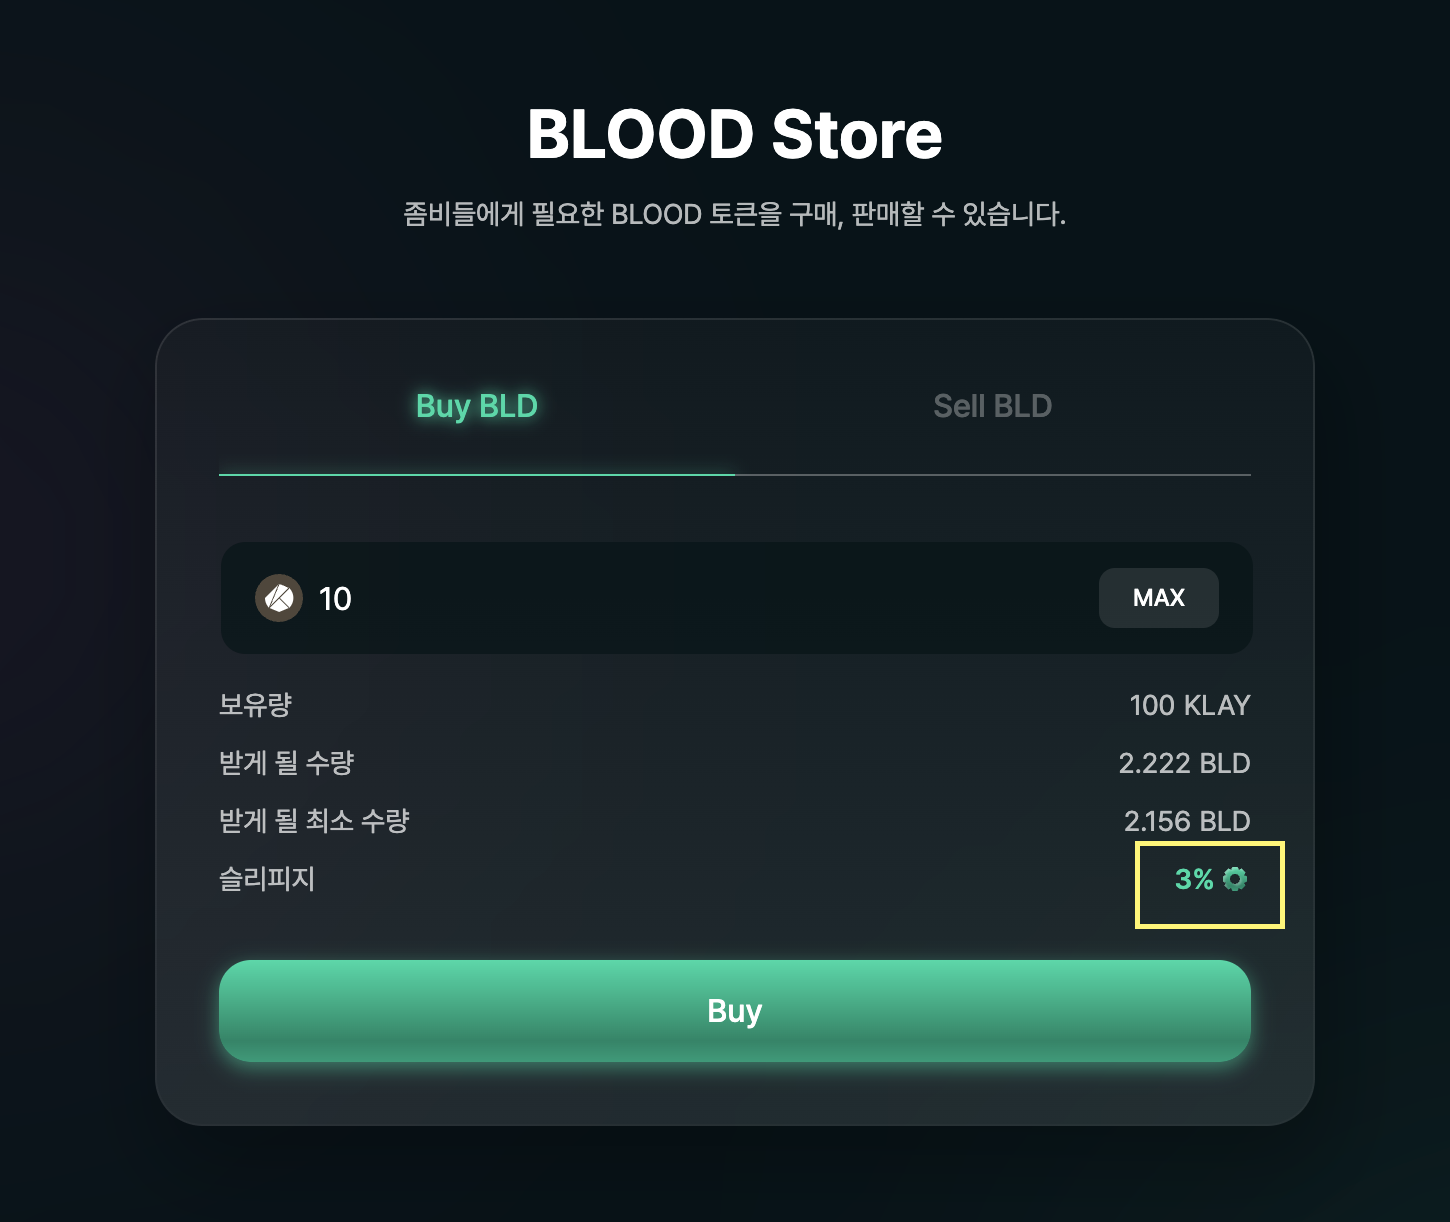 BLOOD Store
좀비들에게 필요한 BLOOD 토큰을 구매, 판매할 수 있습니다.
Buy BLD
Sell BLD
10
MAX
보유량 100 KLAY
받게 될 수량 2.222 BLD
받게 될 최소 수량 2.156 BLD
슬리피지 3%
Buy